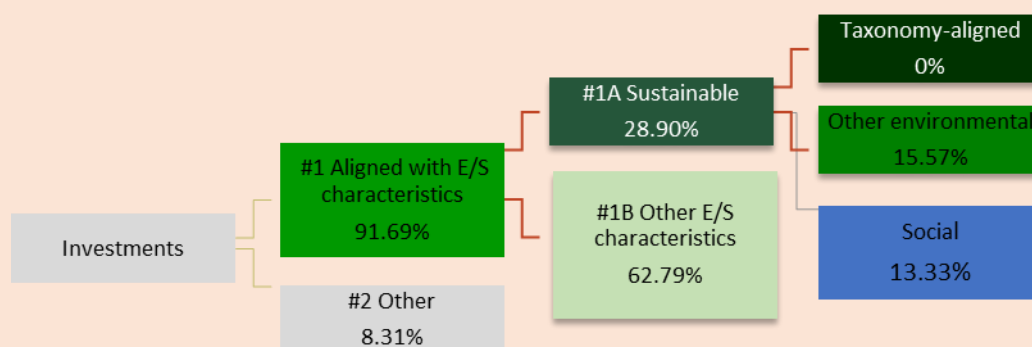 Investments
#1 Aligned with E/S
characteristics
91.69%
#2 Other
8.31%
#1A Sustainable
28.90%
#1B Other E/S
characteristics
62.79%
Taxonomy-aligned
0%
Other environmental
15.57%
Social
13.33%